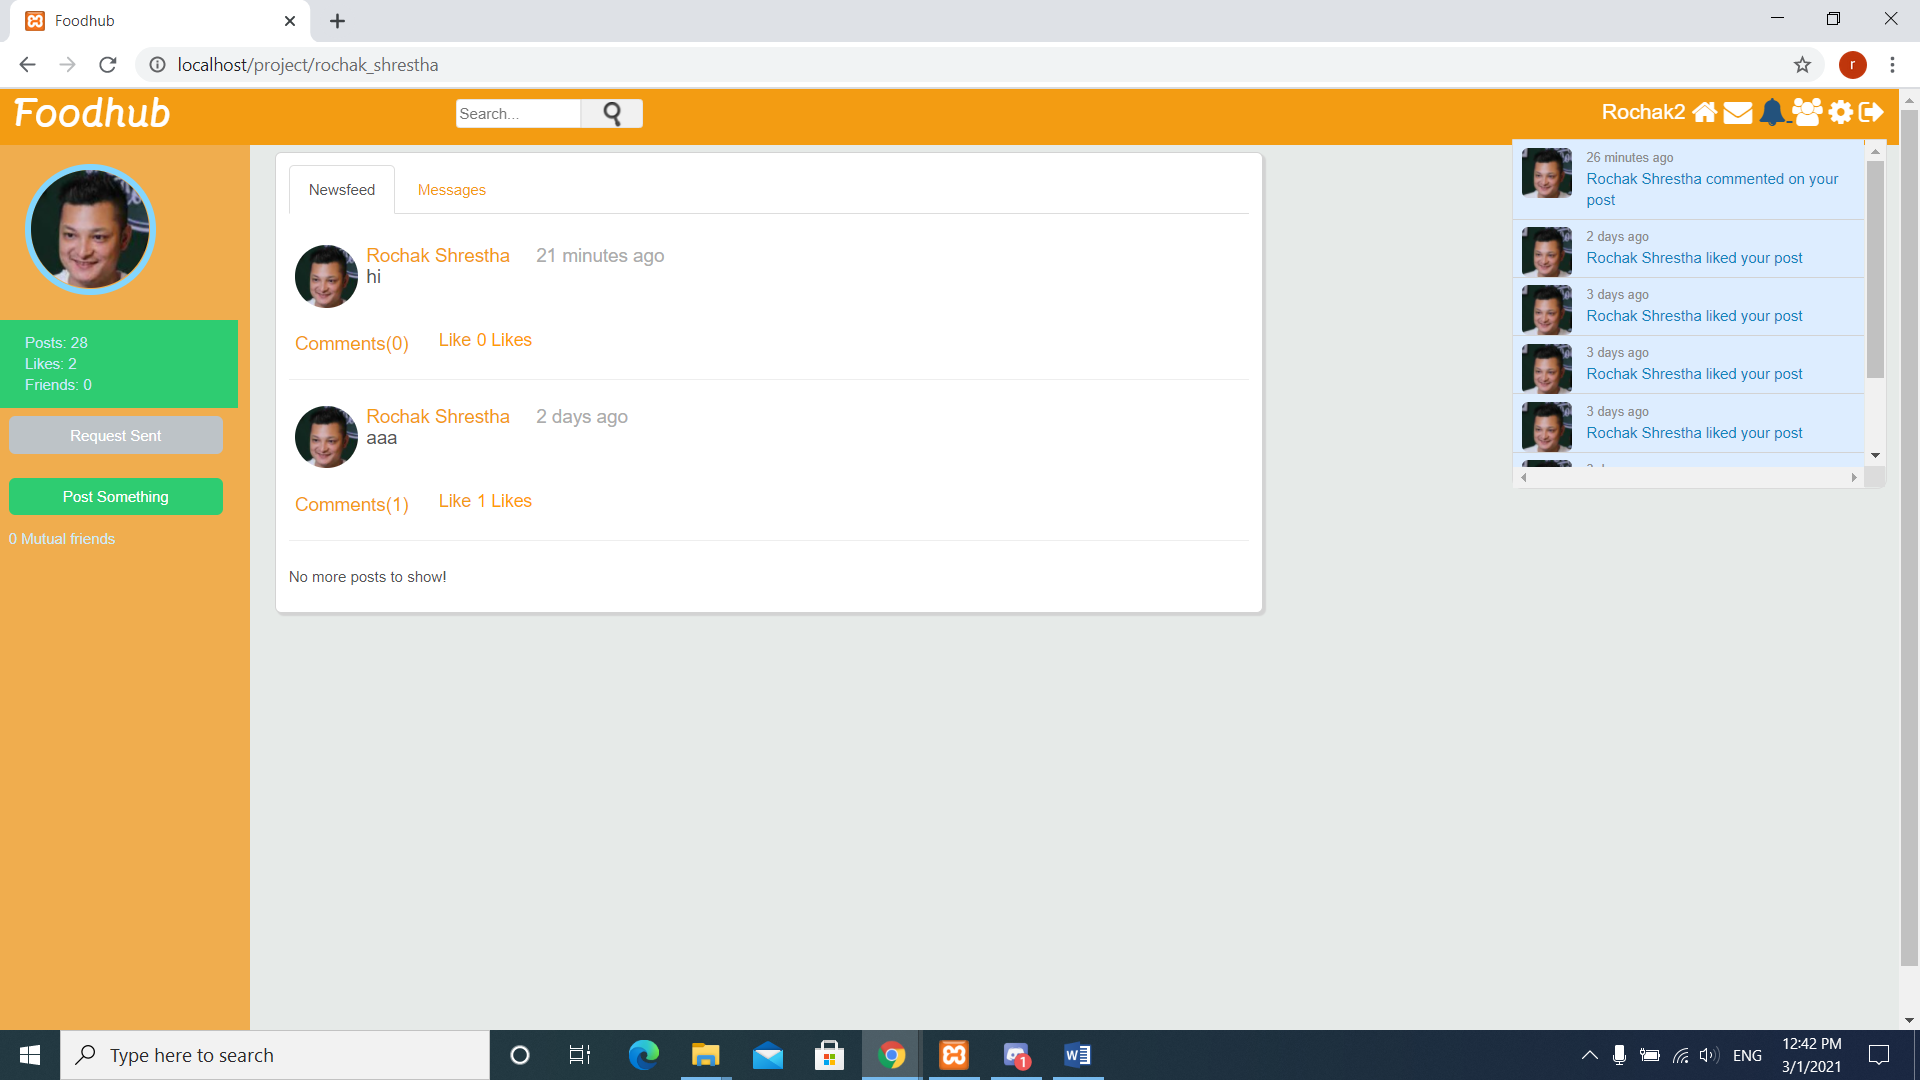 Foodhub
localhost/project/rochak_shrestha
r
Foodhub
Search...
Rochak2
Posts: 28
Likes: 2
Friends: 0
Request Sent
Post Something
0 Mutual friends
Newsfeed Messages
Rochak Shrestha 21 minutes ago
hi
Comments(0) Like 0 Likes
Rochak Shrestha 2 days ago
aaa
Comments(1) Like 1 Likes
No more posts to show!
26 minutes ago
Rochak Shrestha commented on your
post
2 days ago
Rochak Shrestha liked your post
3 days ago
Rochak Shrestha liked your post
3 days ago
Rochak Shrestha liked your post
3 days ago
Rochak Shrestha liked your post
Type here to search
1
ENG
12:42 PM
3/1/2021